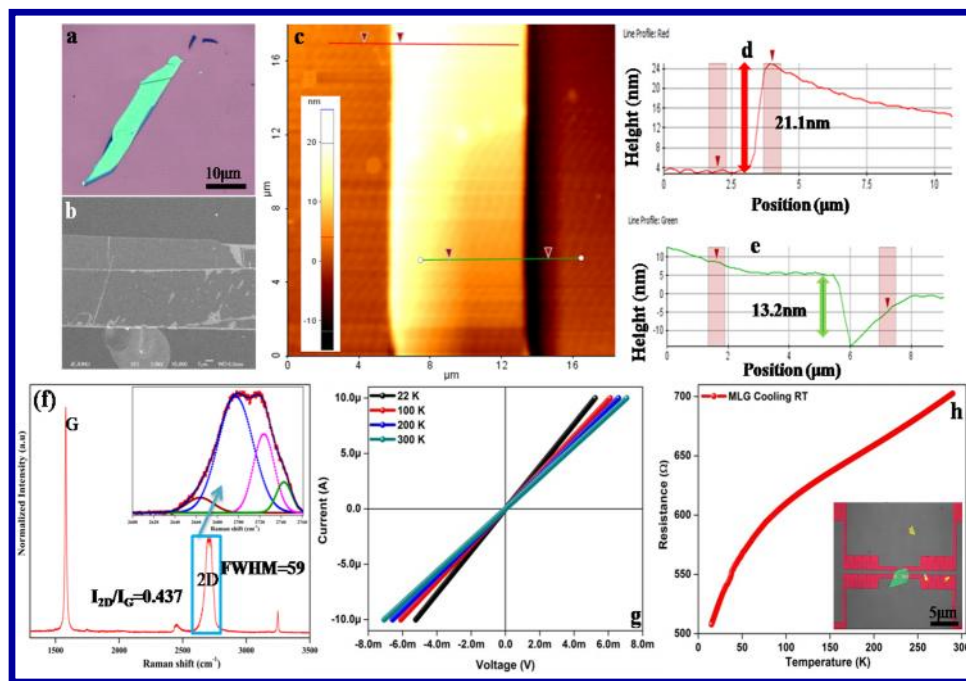 a
10μm
b
c
nm
20
10
0
-10
0
4
8
12
16
μm
0
4
8
12
16
μm
Line Profile: Red
d
Height (nm)
24
20
16
12
8
4
21.1nm
0
2.5
5
7.5
10
Position (μm)
Line Profile: Green
e
Height (nm)
10
5
0
-5
-10
13.2nm
0
2
4
6
8
Position (μm)
(f)
G
Normalized Intensity (a.u)
Raman shift (cm-1)
2D
FWHM=59
I2D/IG=0.437
1500
2000
2500
3000
3500
Raman shift (cm-1)
22 K
100 K
200 K
300 K
10.0μ
5.0μ
0.0
-5.0μ
-10.0μ
Current (A)
g
-8.0m
-6.0m
-4.0m
-2.0m
0.0
2.0m
4.0m
6.0m
8.0m
Voltage (V)
MLG Cooling RT
h
700
650
600
550
500
Resistance (Ω)
5μm
0
50
100
150
200
250
300
Temperature (K)